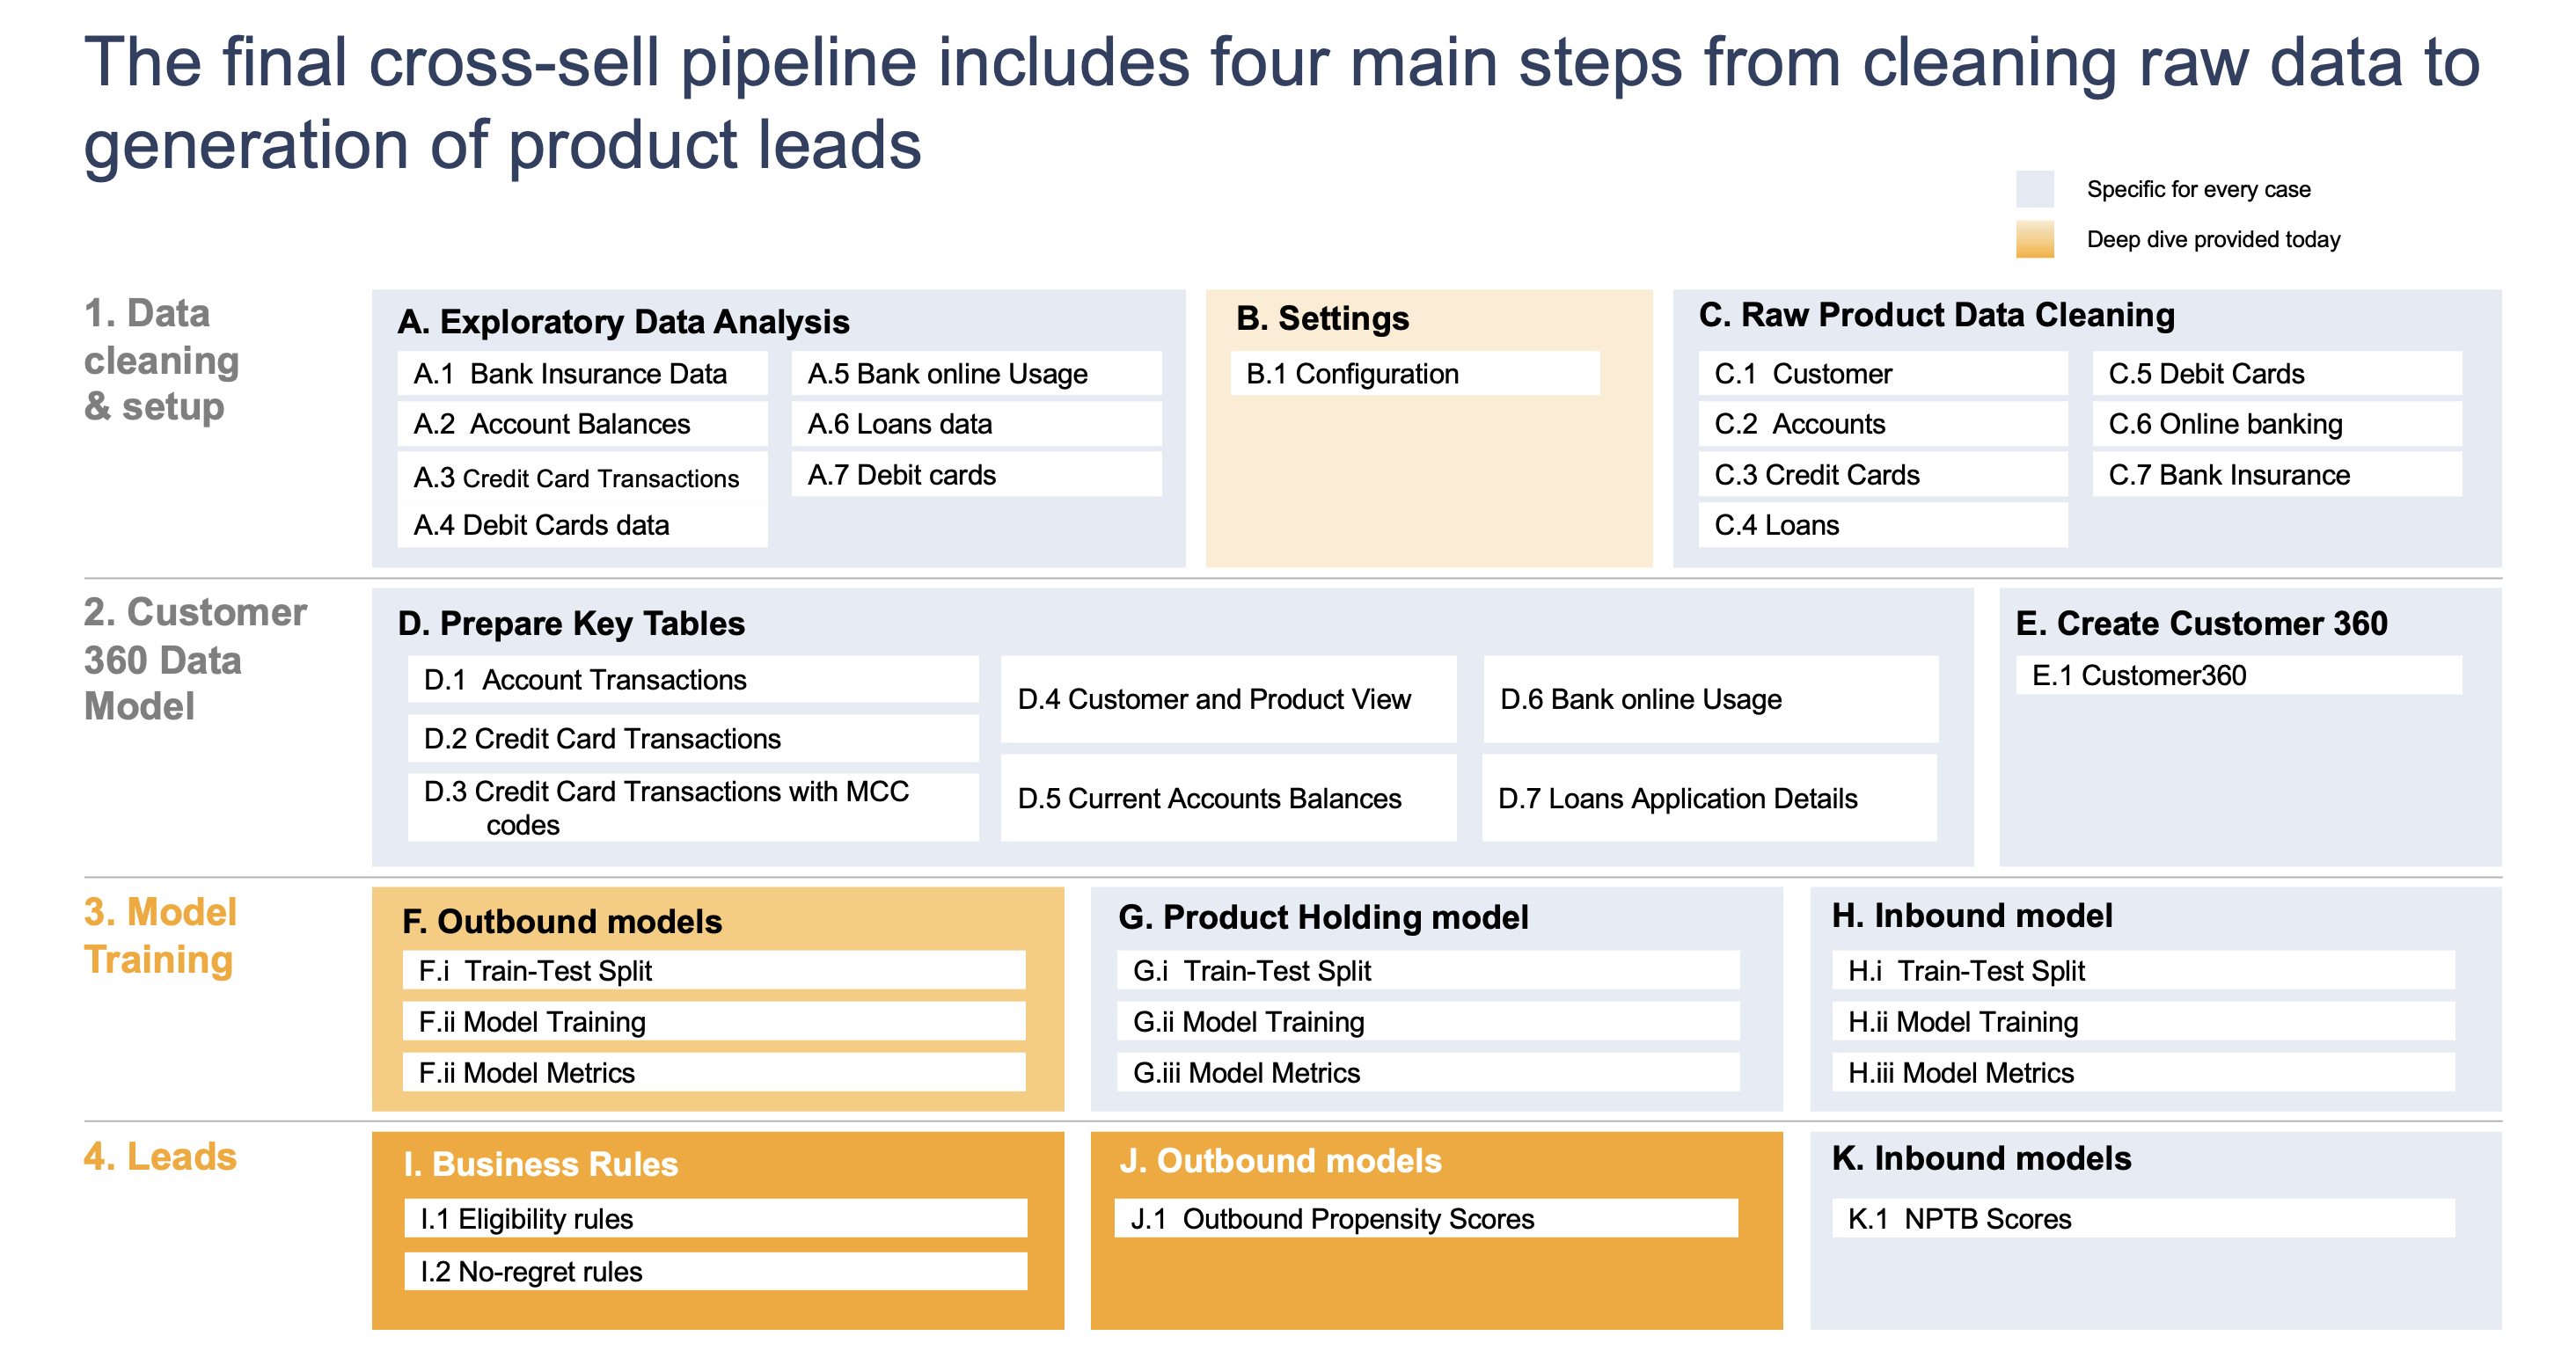 The final cross-sell pipeline includes four main steps from cleaning raw data to
generation of product leads
Specific for every case
Deep dive provided today
1. Data
cleaning
& setup
A. Exploratory Data Analysis
A.1 Bank Insurance Data
A.2 Account Balances
A.3 Credit Card Transactions
A.4 Debit Cards data
A.5 Bank online Usage
A.6 Loans data
A.7 Debit cards
B. Settings
B.1 Configuration
C. Raw Product Data Cleaning
C.1 Customer
C.2 Accounts
C.3 Credit Cards
C.4 Loans
C.5 Debit Cards
C.6 Online banking
C.7 Bank Insurance
2. Customer
360 Data
Model
D. Prepare Key Tables
D.1 Account Transactions
D.2 Credit Card Transactions
D.3 Credit Card Transactions with MCC
codes
D.4 Customer and Product View
D.5 Current Accounts Balances
D.6 Bank online Usage
D.7 Loans Application Details
E. Create Customer 360
E.1 Customer360
3. Model
Training
F. Outbound models
F.i Train-Test Split
F.ii Model Training
F.ii Model Metrics
G. Product Holding model
G.i Train-Test Split
G.ii Model Training
G.iii Model Metrics
H. Inbound model
H.i Train-Test Split
H.ii Model Training
H.iii Model Metrics
4. Leads
I. Business Rules
I.1 Eligibility rules
I.2 No-regret rules
J. Outbound models
J.1 Outbound Propensity Scores
K. Inbound models
K.1 NPTB Scores